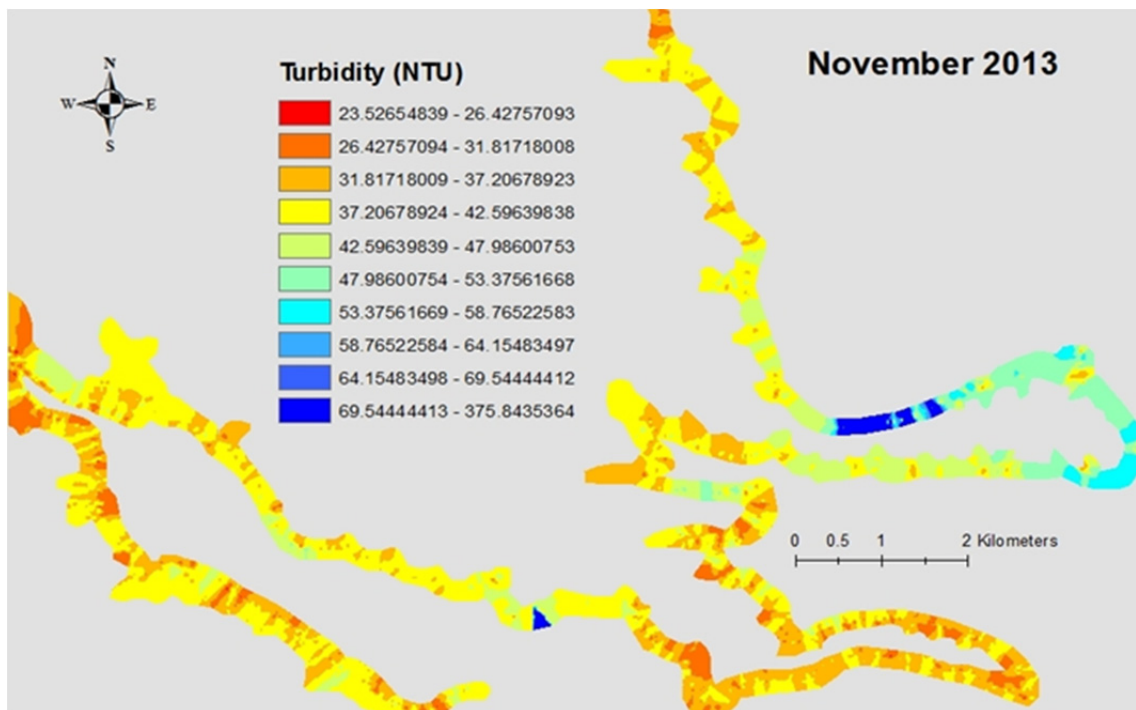 November 2013
N
W E
S
Turbidity (NTU)
23.52654839 - 26.42757093
26.42757094 - 31.81718008
31.81718009 - 37.20678923
37.20678924 - 42.59639838
42.59639839 - 47.98600753
47.98600754 - 53.37561668
53.37561669 - 58.76522583
58.76522584 - 64.15483497
64.15483498 - 69.54444412
69.54444413 - 375.8435364
0 0.5 1 2 Kilometers